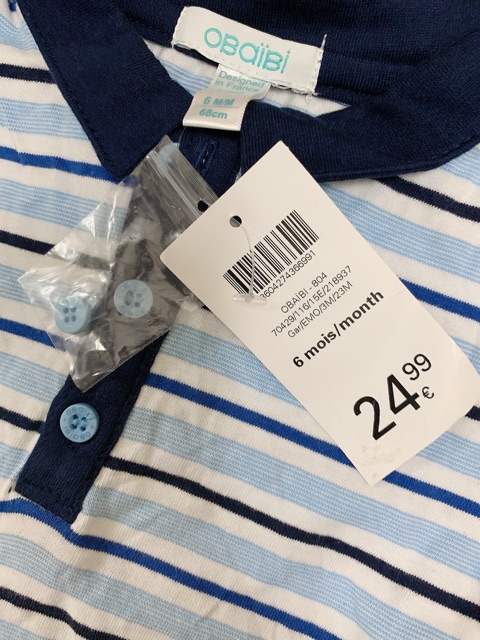 OBaïBi
Designed
in France
6 M/M
68cm
3604274366991
OBAIBI - B04
70429/116/15E/218937
Gar/EMO/3M/23M
6 mois/month
24,99
€